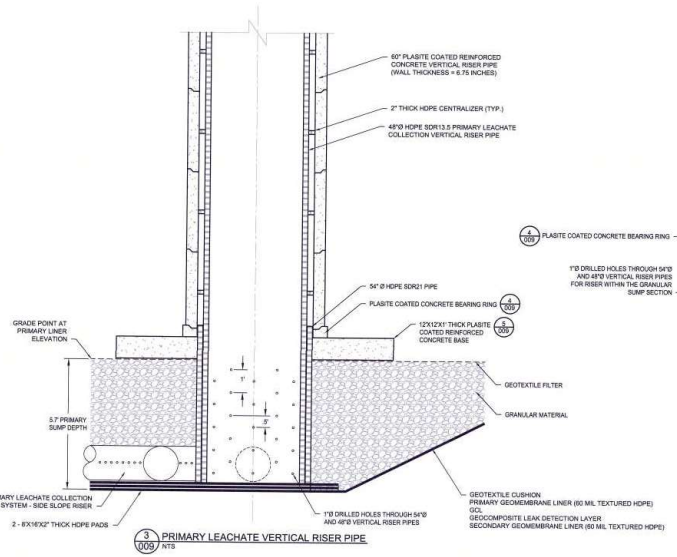 60" PLASITE COATED REINFORCED
CONCRETE VERTICAL RISER PIPE
(WALL THICKNESS = 6.75 INCHES)
2" THICK HDPE CENTRALIZER (TYP.)
48"Ø HDPE SDR13.5 PRIMARY LEACHATE
COLLECTION VERTICAL RISER PIPE
4
009
PLASITE COATED CONCRETE BEARING RING
1"Ø DRILLED HOLES THROUGH 54"Ø
AND 48"Ø VERTICAL RISER PIPES
FOR RISER WITHIN THE GRANULAR
SUMP SECTION
54" Ø HDPE SDR21 PIPE
PLASITE COATED CONCRETE BEARING RING
4
009
12'X12'X1' THICK PLASITE
COATED REINFORCED
CONCRETE BASE
5
009
GRADE POINT AT
PRIMARY LINER
ELEVATION
1'
.5'
5.7' PRIMARY
SUMP DEPTH
GEOTEXTILE FILTER
GRANULAR MATERIAL
LEACHATE COLLECTION
SYSTEM - SIDE SLOPE RISER
2 - 8'X16'X2" THICK HDPE PADS
1"Ø DRILLED HOLES THROUGH 54"Ø
AND 48"Ø VERTICAL RISER PIPES
GEOTEXTILE CUSHION
PRIMARY GEOMEMBRANE LINER (60 MIL TEXTURED HDPE)
GCL
GEOCOMPOSITE LEAK DETECTION LAYER
SECONDARY GEOMEMBRANE LINER (60 MIL TEXTURED HDPE)
3
009
PRIMARY LEACHATE VERTICAL RISER PIPE
NTS